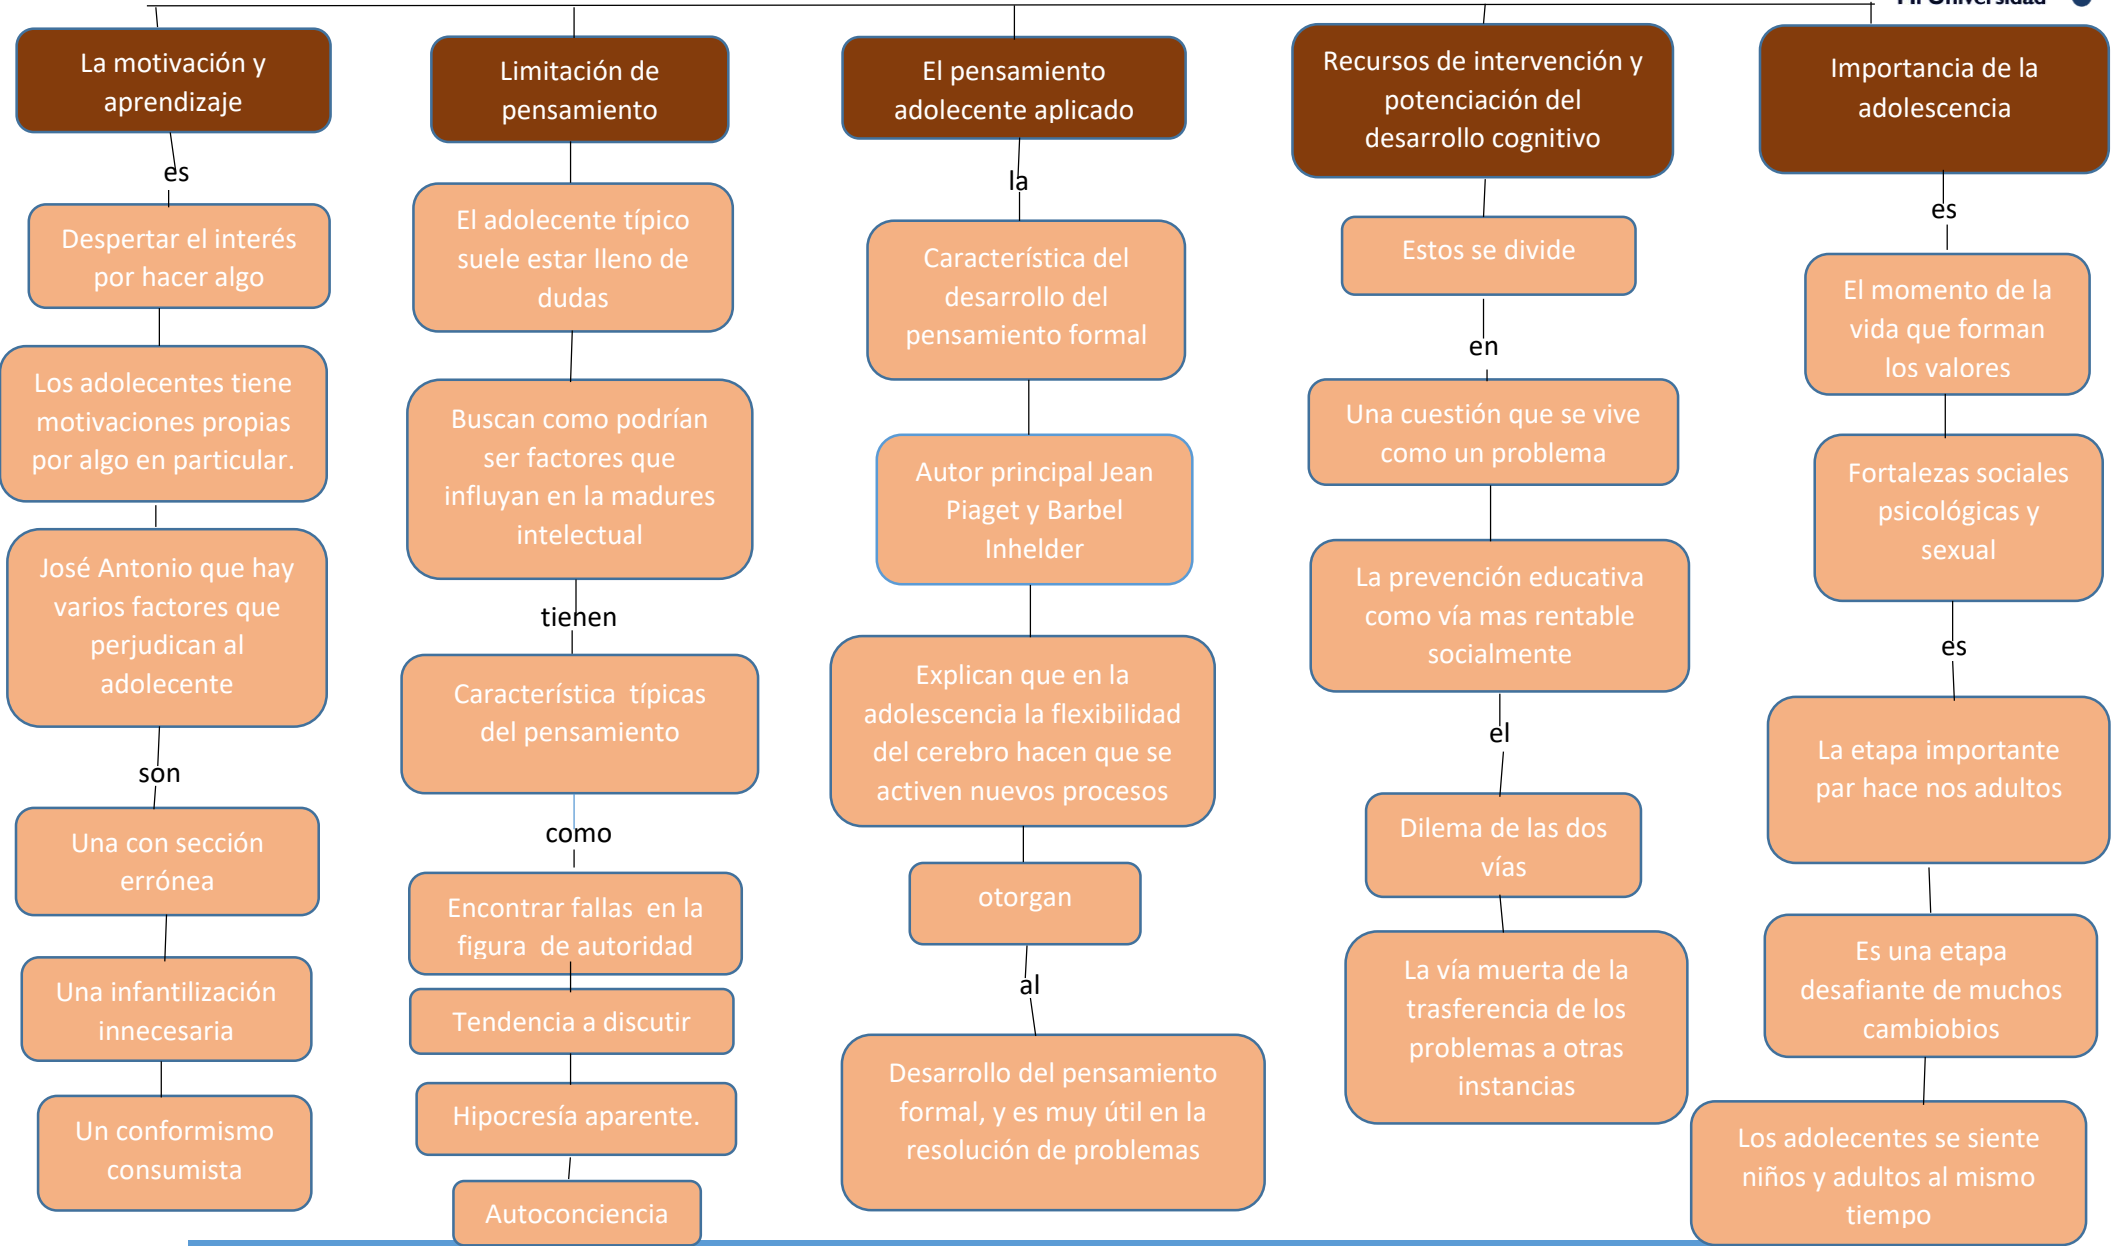 Mi Universidad
La motivación y
aprendizaje
es
Despertar el interés
por hacer algo
Los adolecentes tiene
motivaciones propias
por algo en particular.
José Antonio que hay
varios factores que
perjudican al
adolecente
son
Una con sección
errónea
Una infantilización
innecesaria
Un conformismo
consumista
Limitación de
pensamiento
El adolecente típico
suele estar lleno de
dudas
Buscan como podrían
ser factores que
influyan en la madures
intelectual
tienen
Característica típicas
del pensamiento
como
Encontrar fallas en la
figura de autoridad
Tendencia a discutir
Hipocresía aparente.
Autoconciencia
El pensamiento
adolecente aplicado
la
Característica del
desarrollo del
pensamiento formal
Autor principal Jean
Piaget y Barbel
Inhelder
Explican que en la
adolescencia la flexibilidad
del cerebro hacen que se
activen nuevos procesos
otorgan
al
Desarrollo del pensamiento
formal, y es muy útil en la
resolución de problemas
Recursos de intervención y
potenciación del
desarrollo cognitivo
Estos se divide
en
Una cuestión que se vive
como un problema
La prevención educativa
como vía mas rentable
socialmente
el
Dilema de las dos
vías
La vía muerta de la
trasferencia de los
problemas a otras
instancias
Importancia de la
adolescencia
es
El momento de la
vida que forman
los valores
Fortalezas sociales
psicológicas y
sexual
es
La etapa importante
par hace nos adultos
Es una etapa
desafiante de muchos
cambiobios
Los adolecentes se siente
niños y adultos al mismo
tiempo